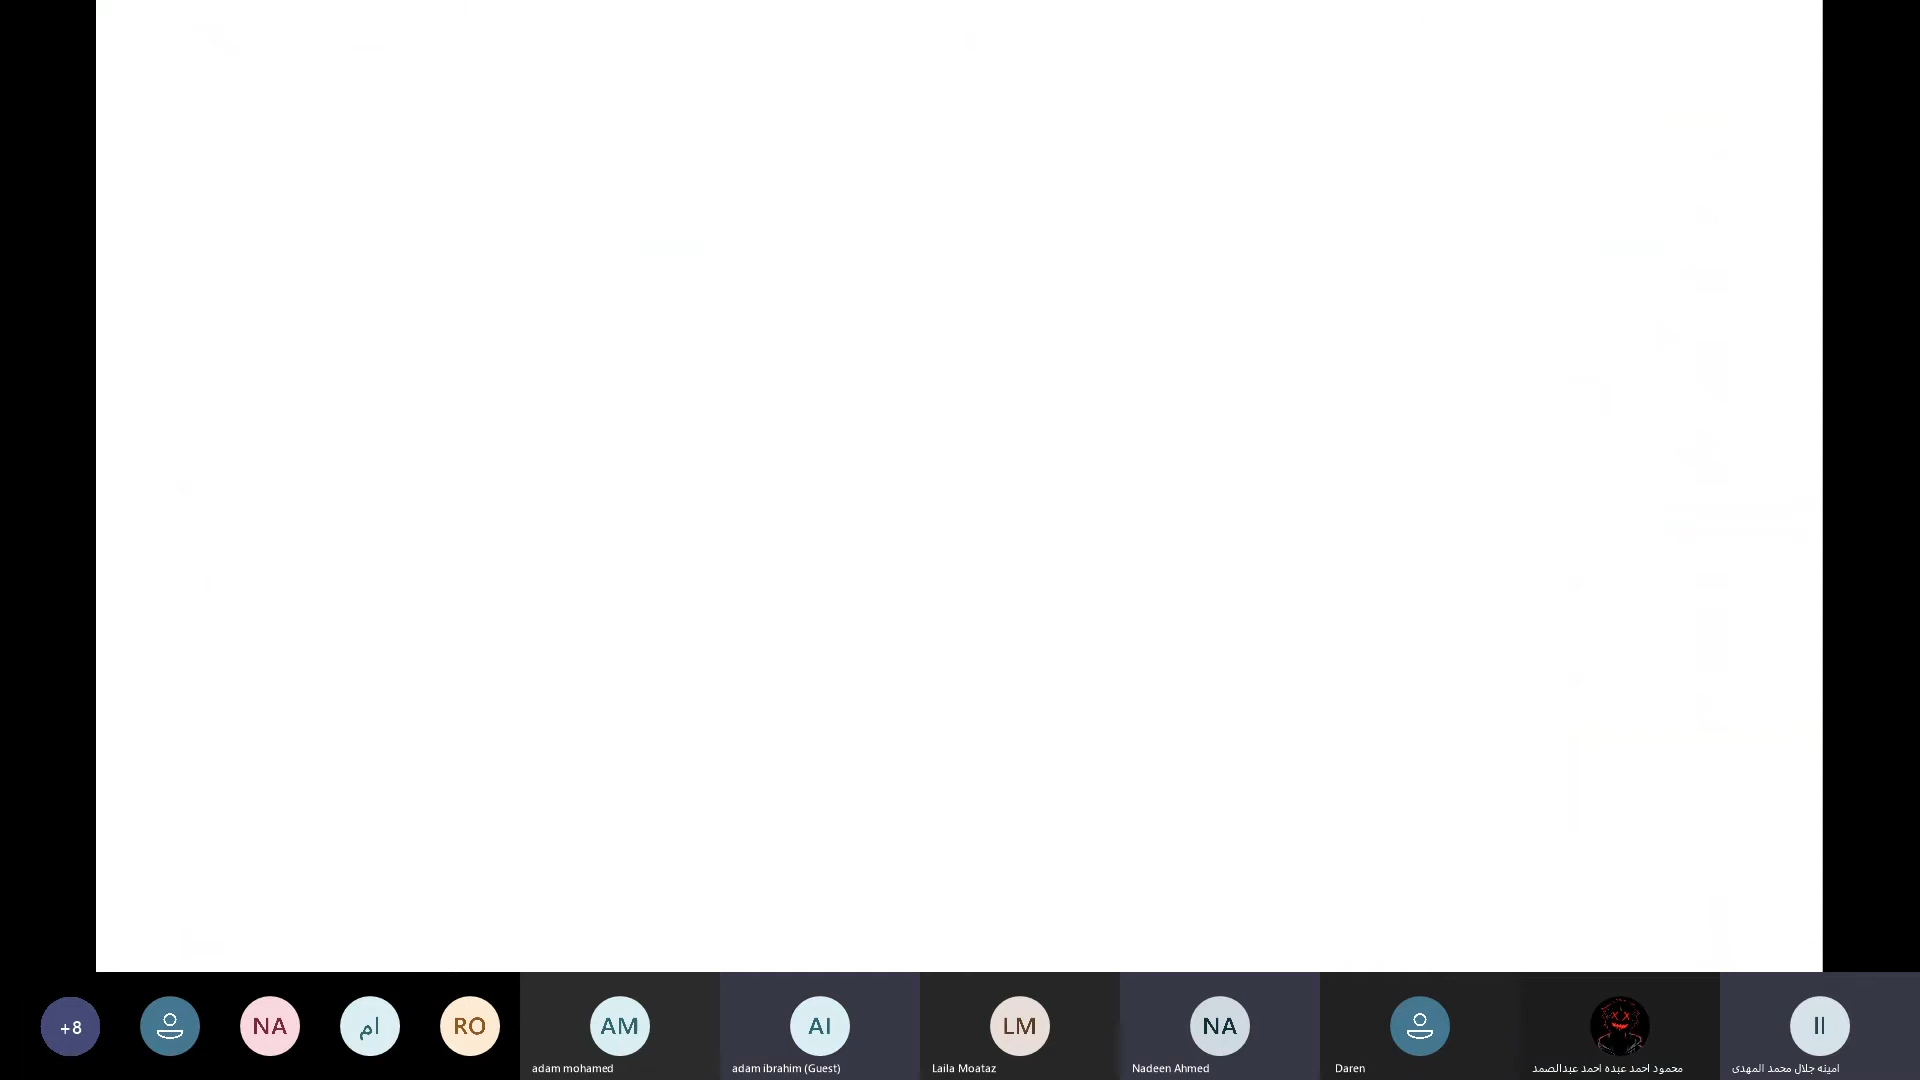 +8
NA
ام
RO
AM
adam mohamed
AI
adam ibrahim (Guest)
LM
Laila Moataz
NA
Nadeen Ahmed
Daren
محمود احمد عبده احمد عبدالصمد
اا
امينه جلال محمد المهدى